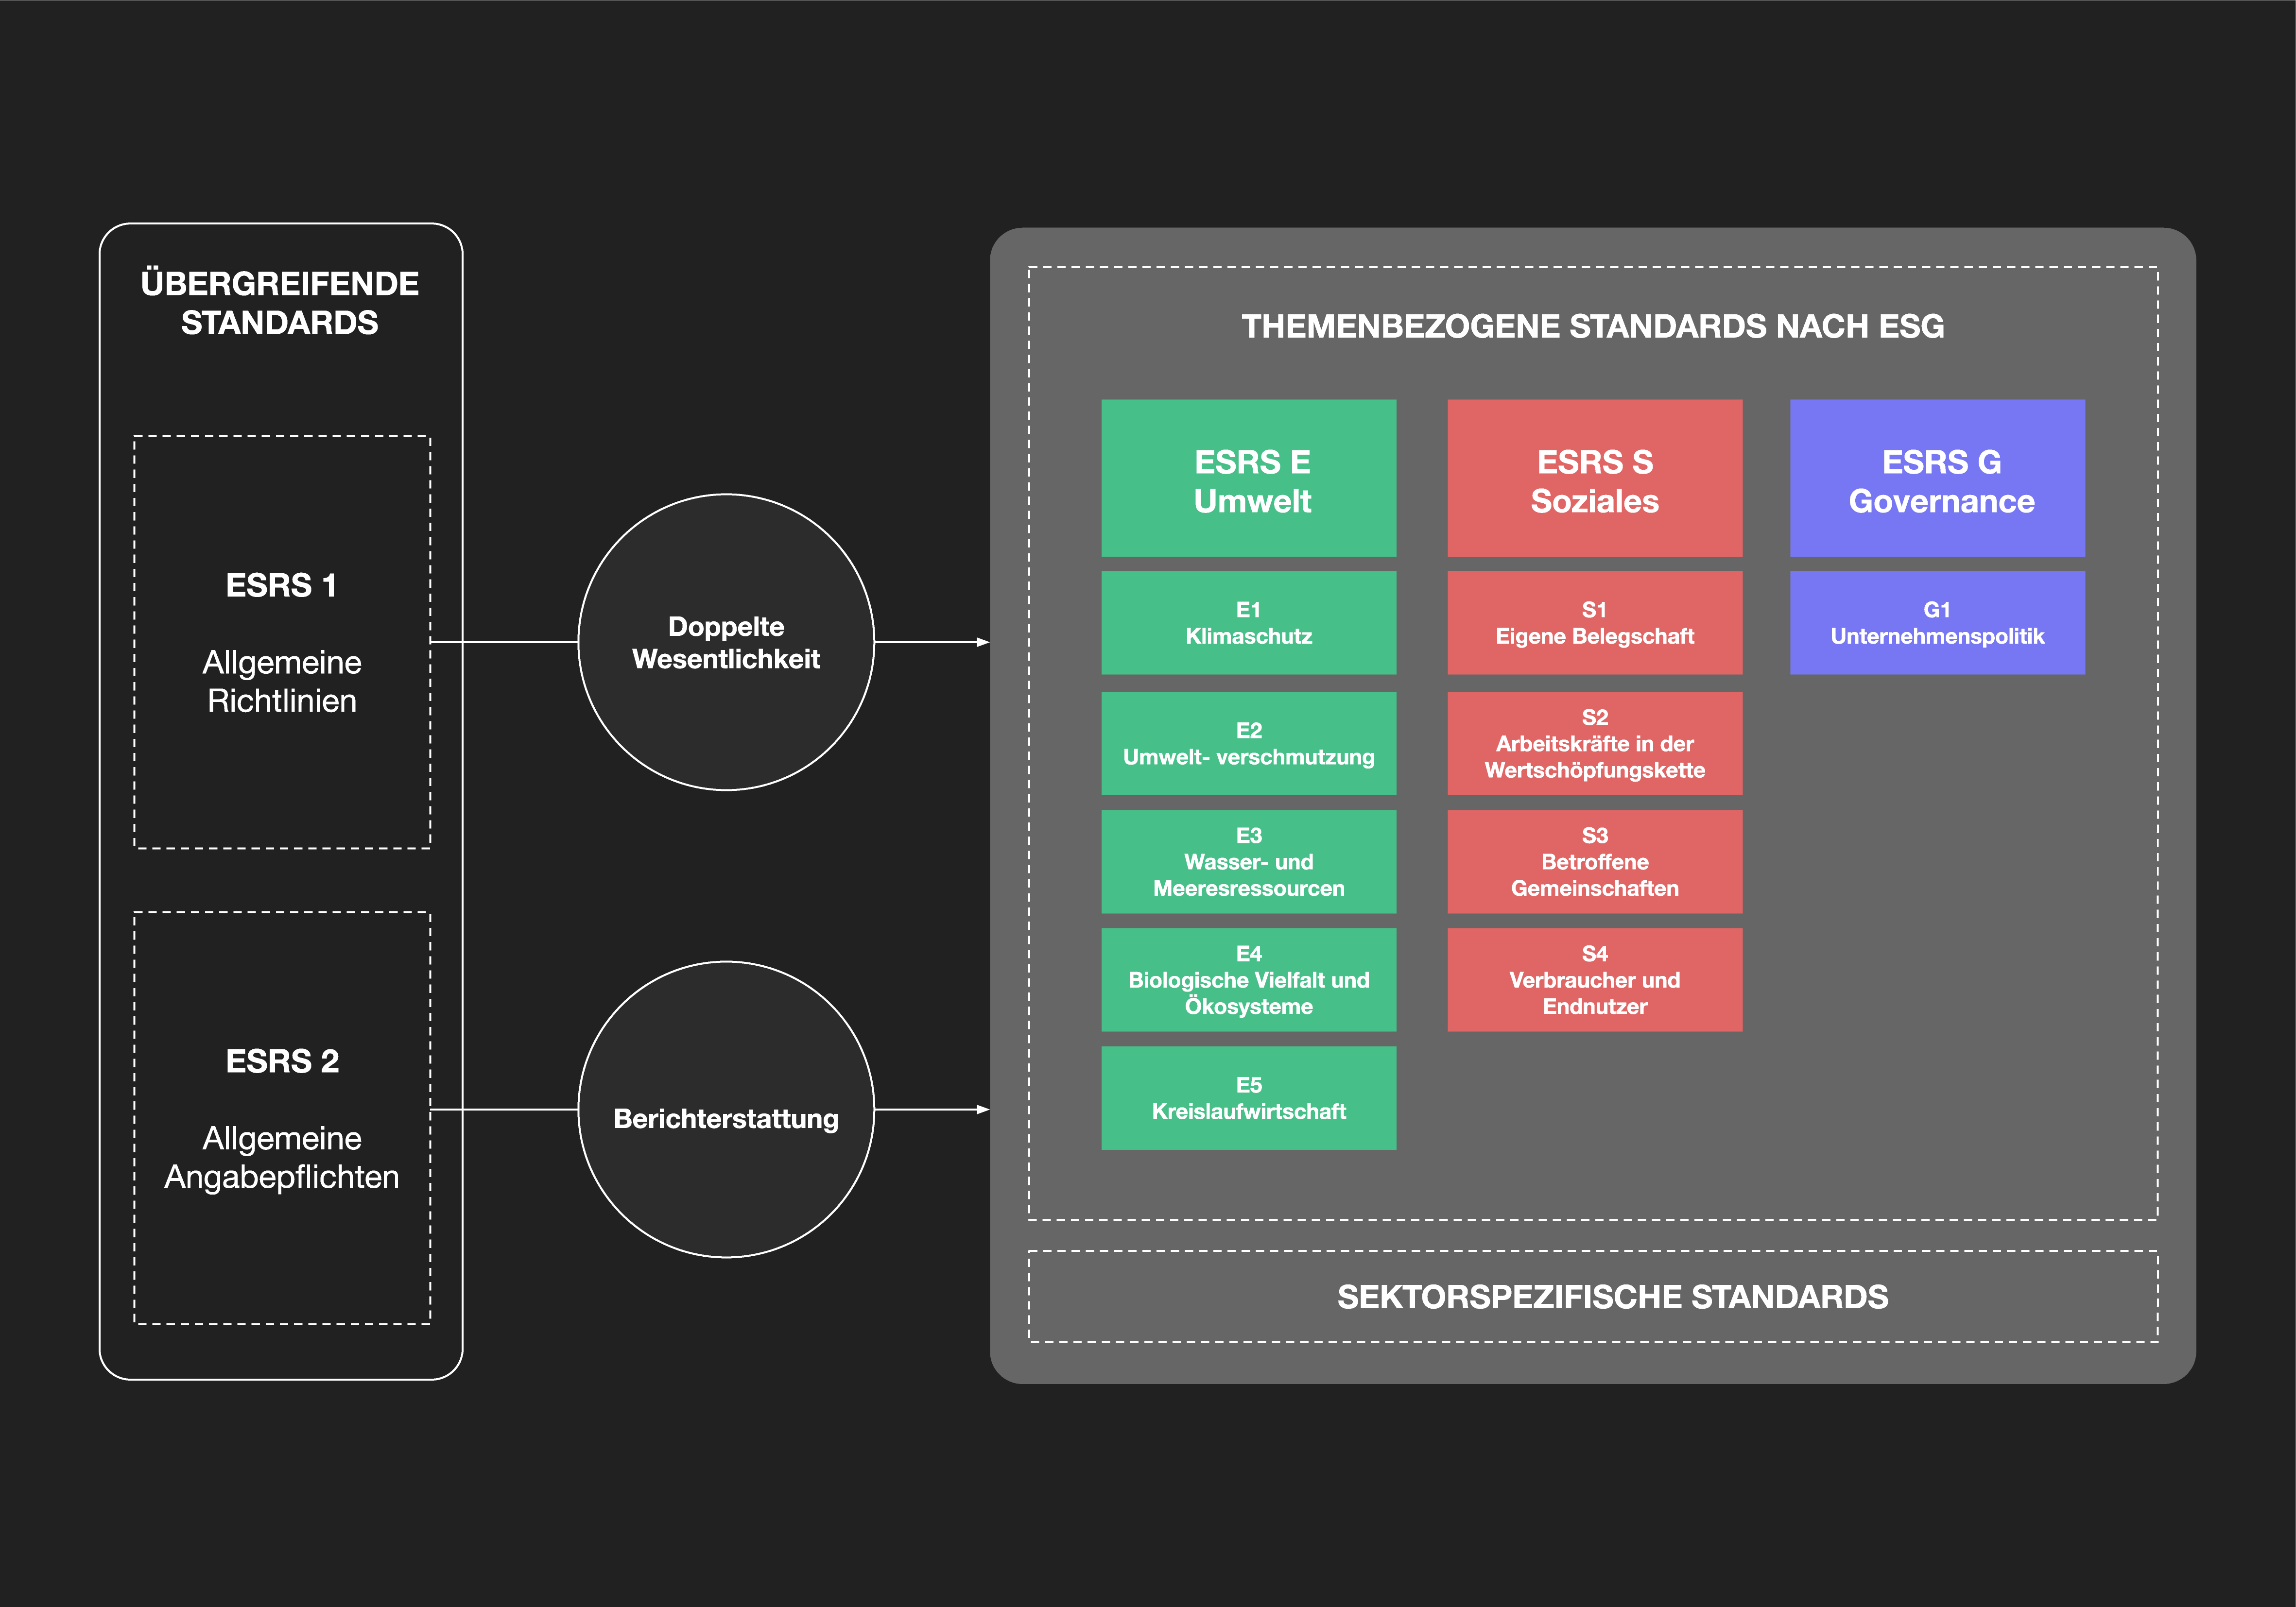 ÜBERGREIFENDE
STANDARDS
ESRS 1
Allgemeine
Richtlinien
ESRS 2
Allgemeine
Angabepflichten
Doppelte
Wesentlichkeit
Berichterstattung
THEMENBEZOGENE STANDARDS NACH ESG
ESRS E
Umwelt
E1
Klimaschutz
E2
Umwelt- verschmutzung
E3
Wasser- und
Meeresressourcen
E4
Biologische Vielfalt und
Ökosysteme
E5
Kreislaufwirtschaft
ESRS S
Soziales
S1
Eigene Belegschaft
S2
Arbeitskräfte in der
Wertschöpfungskette
S3
Betroffene
Gemeinschaften
S4
Verbraucher und
Endnutzer
ESRS G
Governance
G1
Unternehmenspolitik
SEKTORSPEZIFISCHE STANDARDS